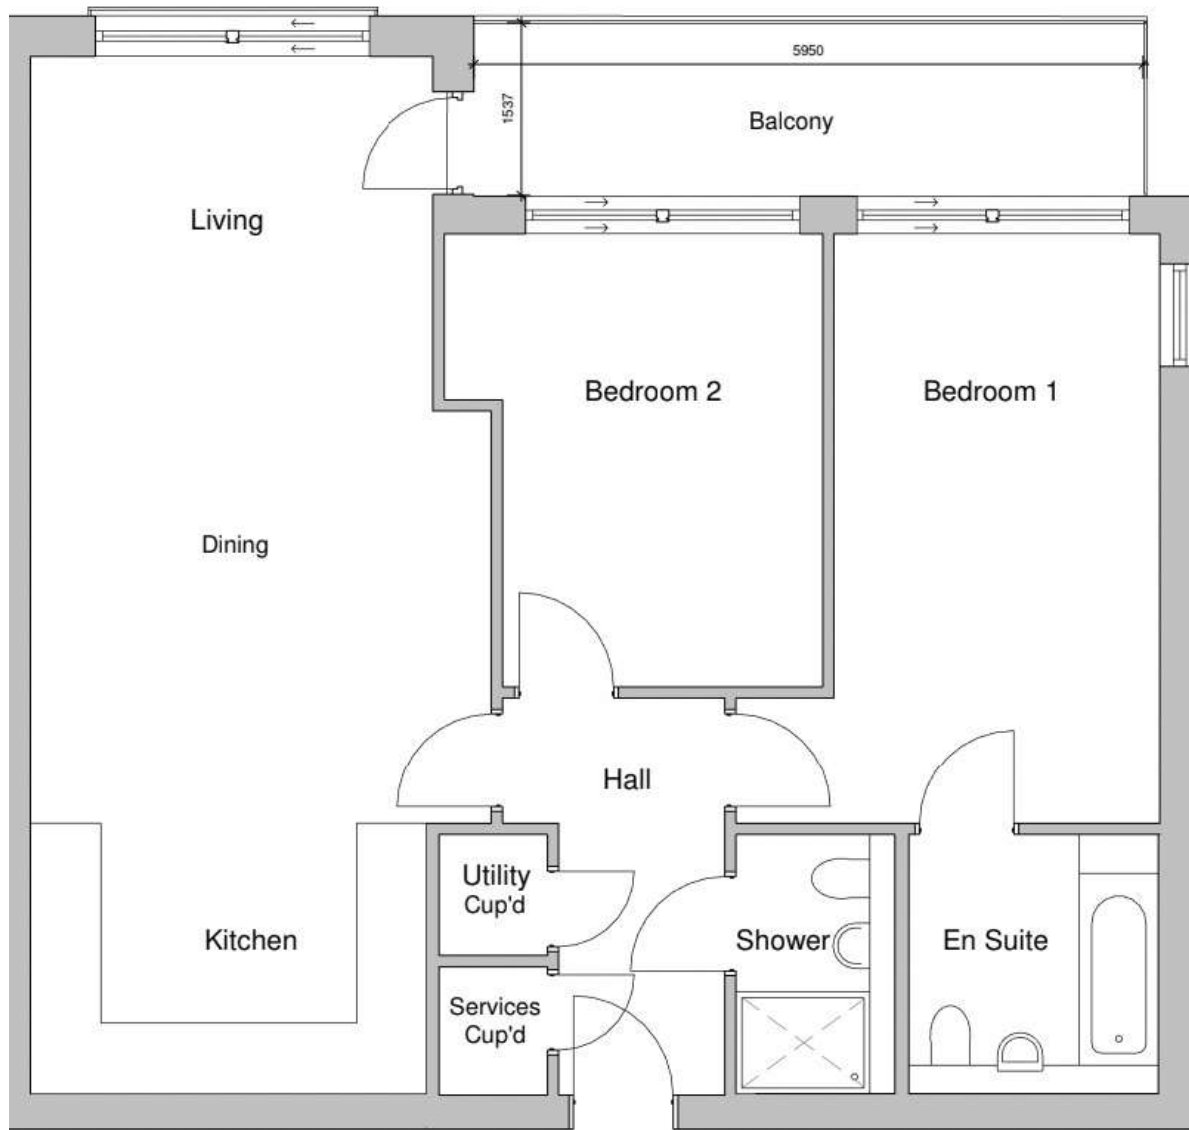 5950
1537
Balcony
Living
Bedroom 2
Bedroom 1
Dining
Hall
Utility
Cup'd
Kitchen
Shower
En Suite
Services
Cup'd